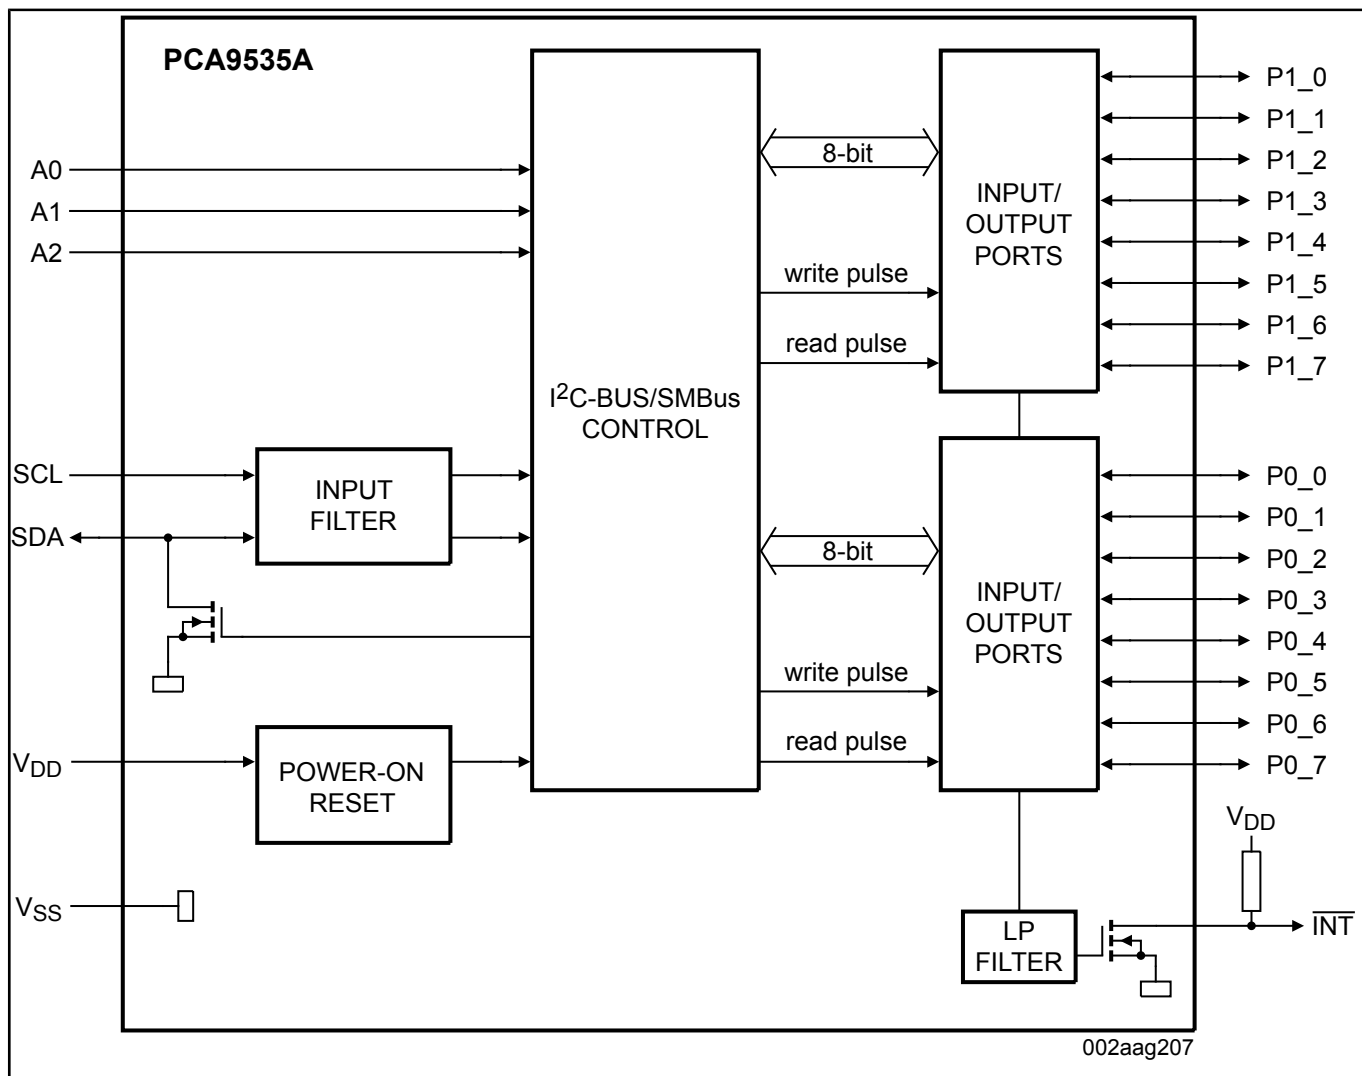 PCA9535A
A0
A1
A2
SCL
SDA
VDD
VSS
INPUT
FILTER
POWER-ON
RESET
I2C-BUS/SMBus
CONTROL
8-bit
write pulse
read pulse
INPUT/
OUTPUT
PORTS
P1_0
P1_1
P1_2
P1_3
P1_4
P1_5
P1_6
P1_7
8-bit
write pulse
read pulse
INPUT/
OUTPUT
PORTS
P0_0
P0_1
P0_2
P0_3
P0_4
P0_5
P0_6
P0_7
VDD
LP
FILTER
INT
002aag207